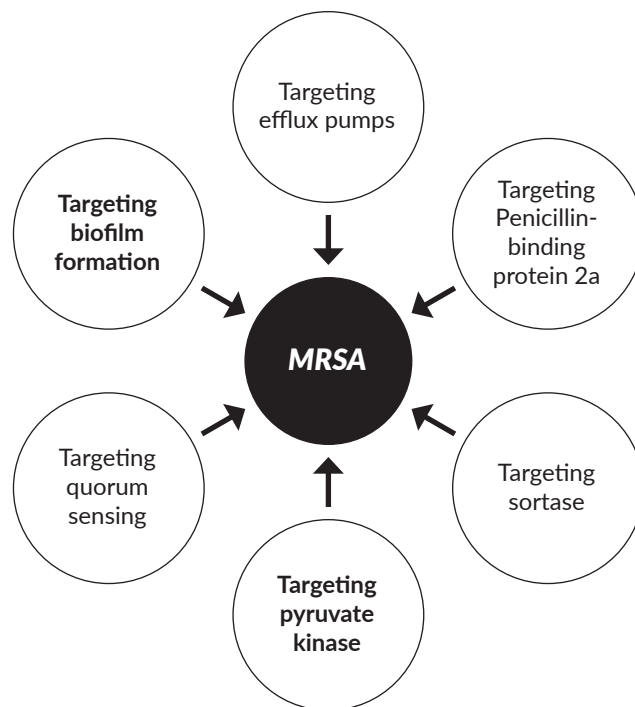 Targeting
efflux pumps
Targeting
biofilm
formation
Targeting
Penicillin-
binding
protein 2a
MRSA
Targeting
quorum
sensing
Targeting
sortase
Targeting
pyruvate
kinase